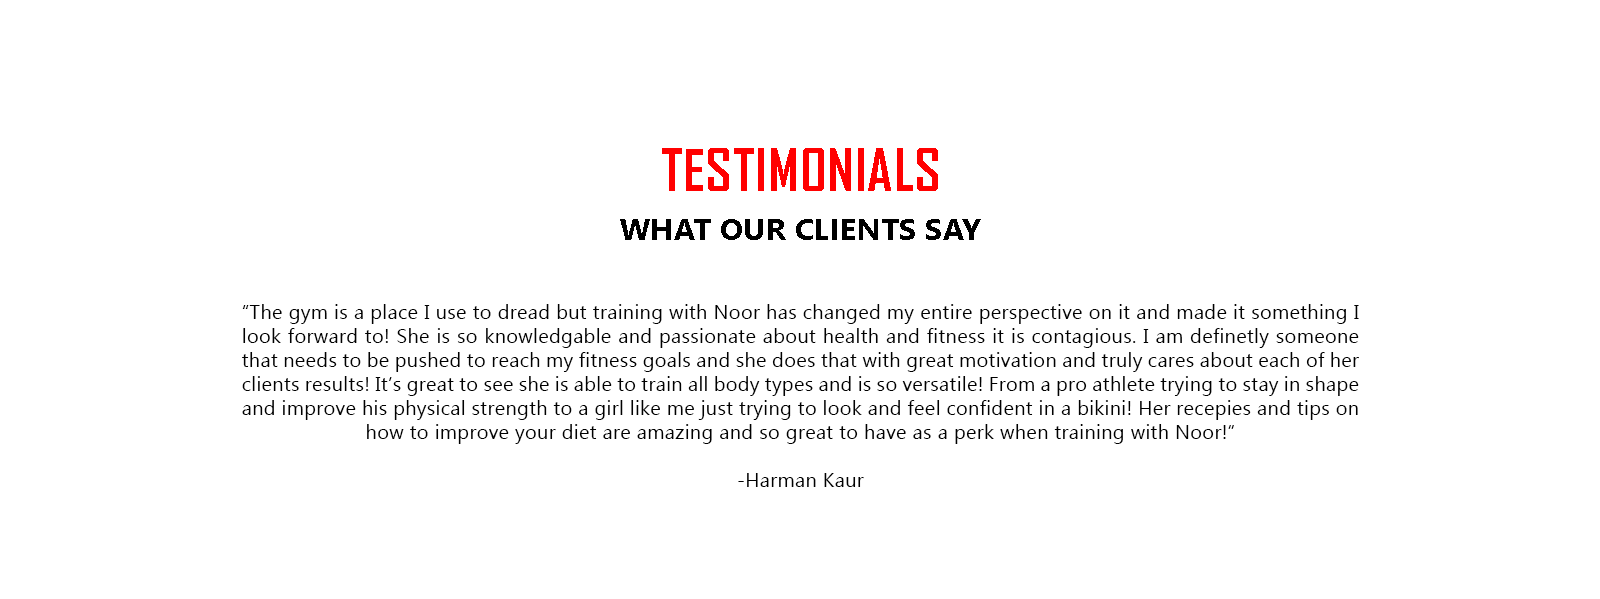 TESTIMONIALS
WHAT OUR CLIENTS SAY
“The gym is a place I use to dread but training with Noor has changed my entire perspective on it and made it something I
look forward to! She is so knowledgable and passionate about health and fitness it is contagious. I am definetly someone
that needs to be pushed to reach my fitness goals and she does that with great motivation and truly cares about each of her
clients results! It’s great to see she is able to train all body types and is so versatile! From a pro athlete trying to stay in shape
and improve his physical strength to a girl like me just trying to look and feel confident in a bikini! Her recepies and tips on
how to improve your diet are amazing and so great to have as a perk when training with Noor!”
-Harman Kaur